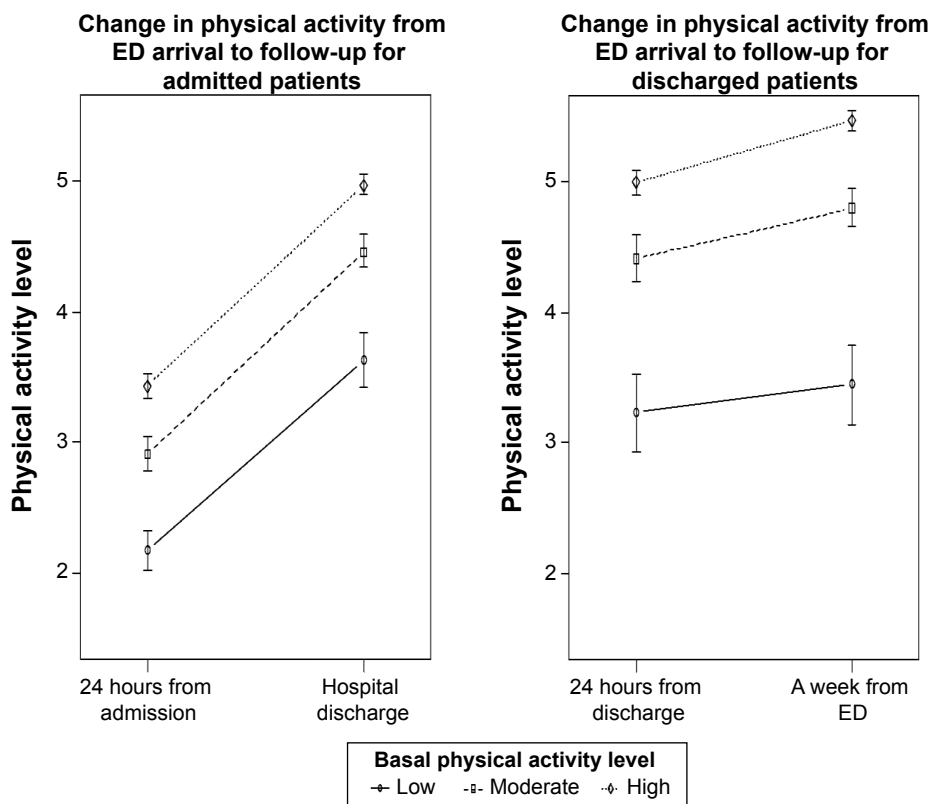 Change in physical activity from
ED arrival to follow-up for
admitted patients
Physical activity level
5
4
3
2
24 hours from
admission
Hospital
discharge
Change in physical activity from
ED arrival to follow-up for
discharged patients
Physical activity level
5
4
3
2
24 hours from
discharge
A week from
ED
Basal physical activity level
Low Moderate High